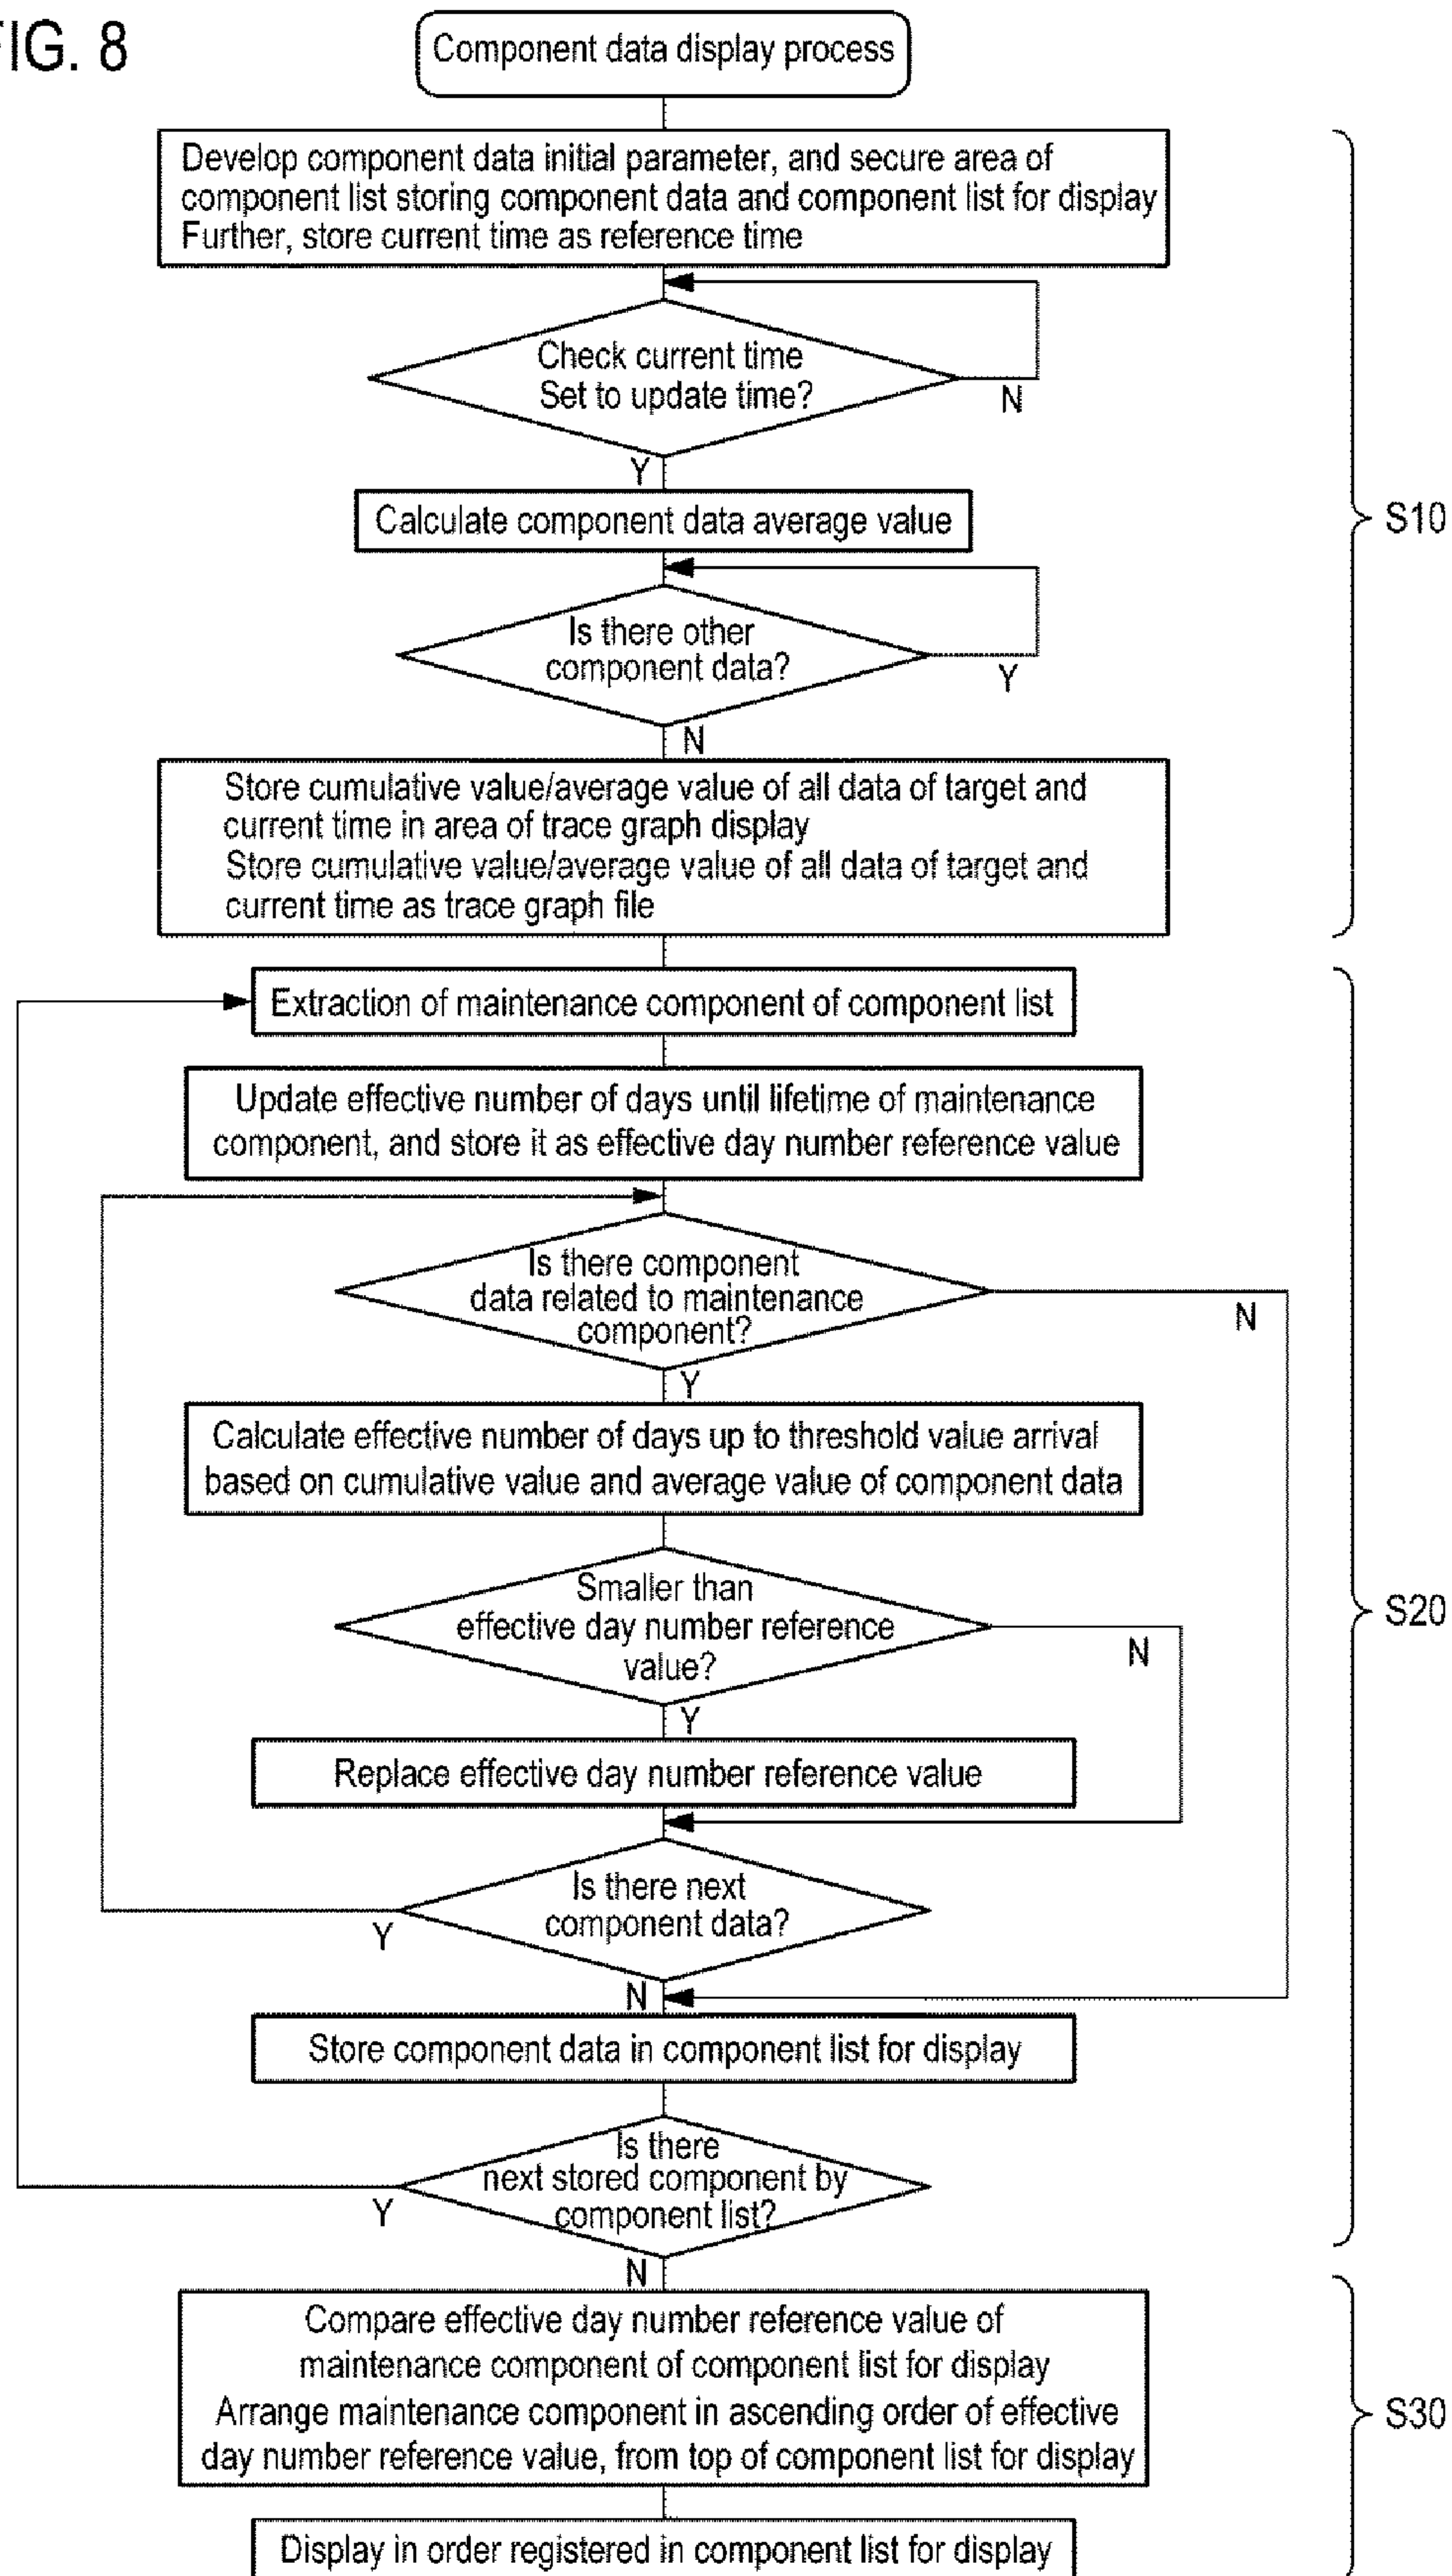 FIG. 8
Component data display process
Develop component data initial parameter, and secure area of
component list storing component data and component list for display
Further, store current time as reference time
Check current time
Set to update time?
N
Y
Calculate component data average value
S10
Is there other
component data?
Y
N
Store cumulative value/average value of all data of target and
current time in area of trace graph display
Store cumulative value/average value of all data of target and
current time as trace graph file
Extraction of maintenance component of component list
Update effective number of days until lifetime of maintenance
component, and store it as effective day number reference value
Is there component
data related to maintenance
component?
N
Y
Calculate effective number of days up to threshold value arrival
based on cumulative value and average value of component data
Smaller than
effective day number reference
value?
S20
N
Y
Replace effective day number reference value
Is there next
component data?
Y
N
Store component data in component list for display
Is there
next stored component by
component list?
Y
N
Compare effective day number reference value of
maintenance component of component list for display
Arrange maintenance component in ascending order of effective
day number reference value, from top of component list for display
S30
Display in order registered in component list for display